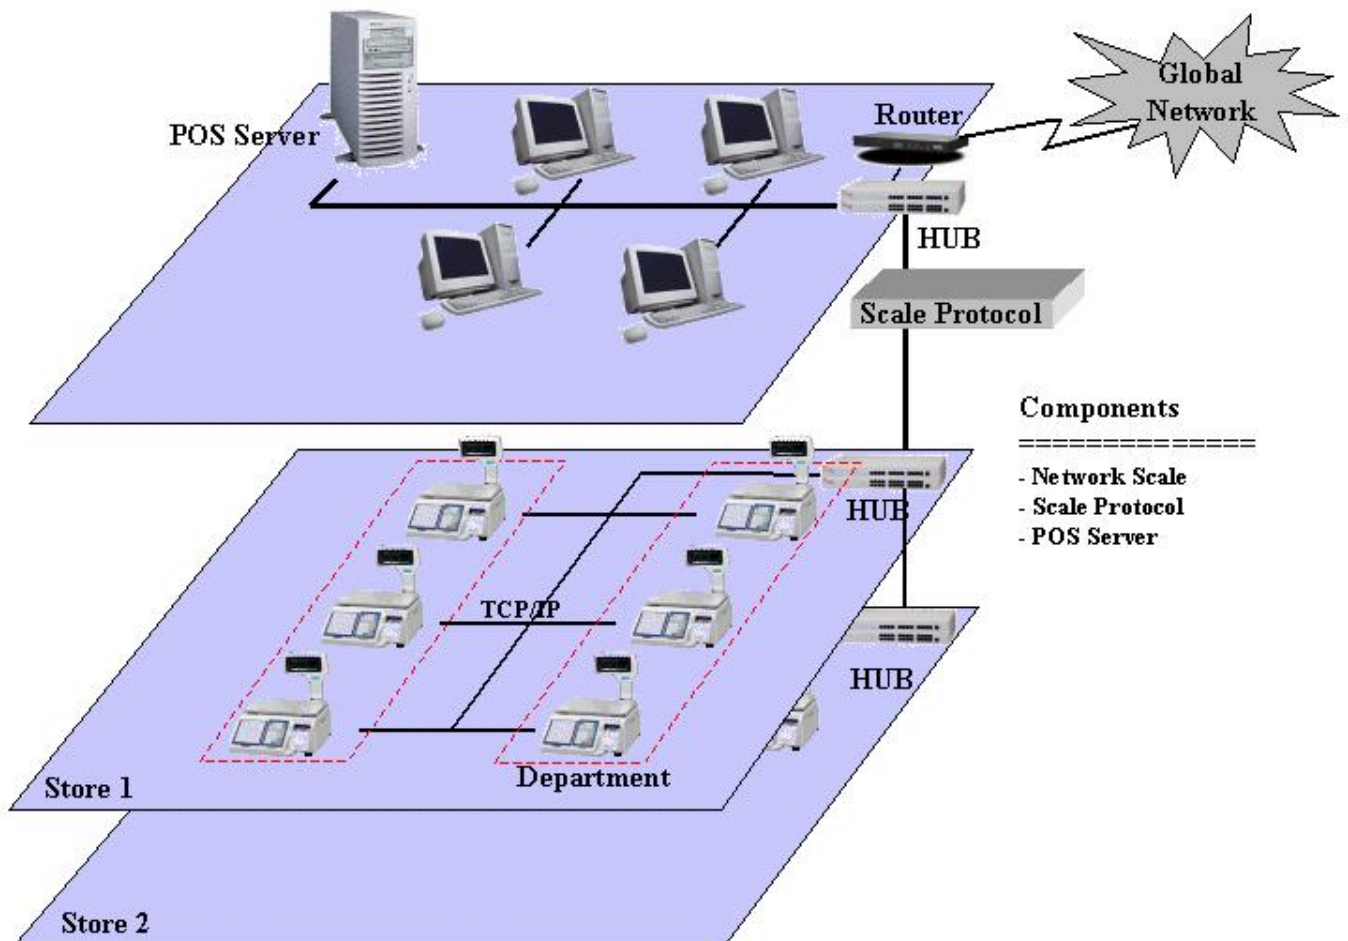 Global
Network
Router
POS Server
HUB
Scale Protocol
Components
==============
- Network Scale
- Scale Protocol
- POS Server
HUB
TCP/IP
HUB
Department
Store 1
Store 2